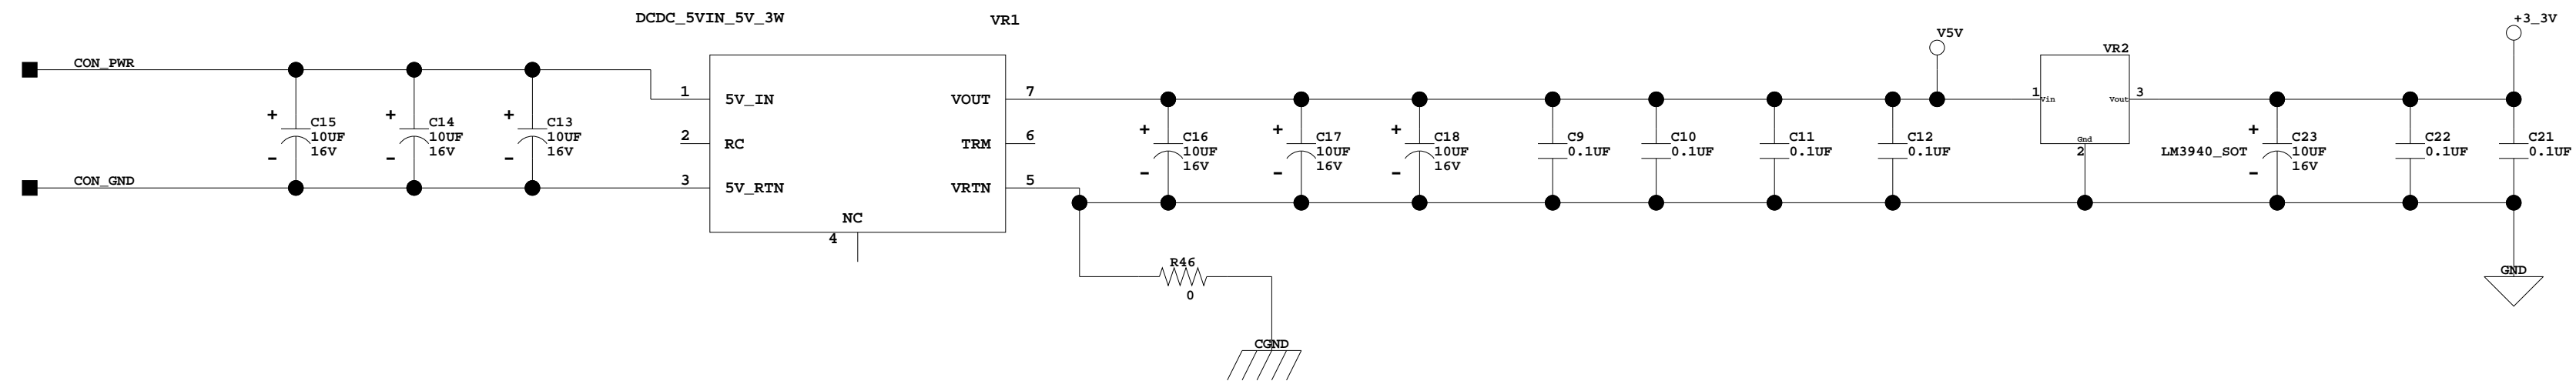 DCDC_5VIN_5V_3W
VR1
CON_PWR
CON_GND
+
C15
10UF
16V
-
+
C14
10UF
16V
-
+
C13
10UF
16V
-
1
5V_IN
2
RC
3
5V_RTN
NC
4
VOUT
7
TRM
6
VRTN
5
+
C16
10UF
16V
-
+
C17
10UF
16V
-
+
C18
10UF
16V
-
C9
0.1UF
C10
0.1UF
C11
0.1UF
C12
0.1UF
V5V
VR2
1
Vin
Vout
3
Gnd
2
LM3940_SOT
+
C23
10UF
16V
-
C22
0.1UF
C21
0.1UF
+3_3V
GND
R46
0
CGND